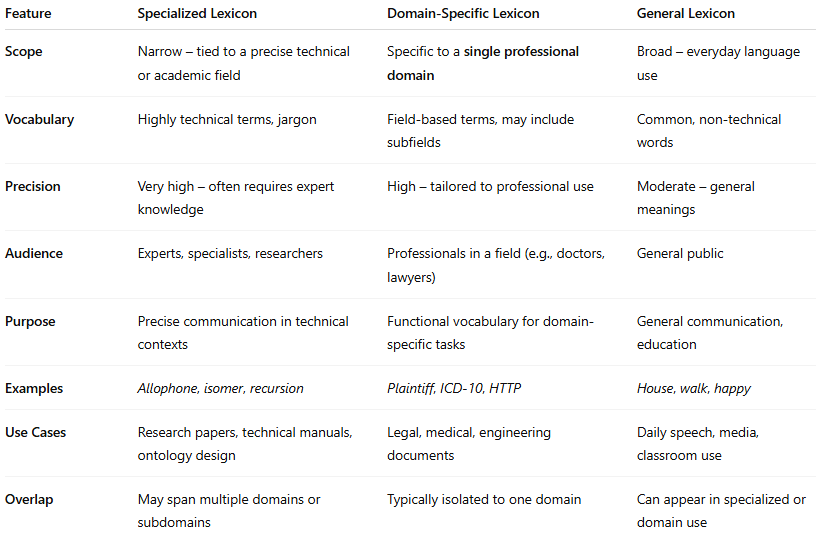 Feature Specialized Lexicon Domain-Specific Lexicon General Lexicon
Scope Narrow – tied to a precise technical Specific to a single professional Broad – everyday language
or academic field domain use
Vocabulary Highly technical terms, jargon Field-based terms, may include Common, non-technical
subfields words
Precision Very high – often requires expert High – tailored to professional use Moderate – general
knowledge meanings
Audience Experts, specialists, researchers Professionals in a field (e.g., doctors, General public
lawyers)
Purpose Precise communication in technical Functional vocabulary for domain- General communication,
contexts specific tasks education
Examples Allophone, isomer, recursion Plaintiff, ICD-10, HTTP House, walk, happy
Use Cases Research papers, technical manuals, Legal, medical, engineering Daily speech, media,
ontology design documents classroom use
Overlap May span multiple domains or Typically isolated to one domain Can appear in specialized or
subdomains domain use